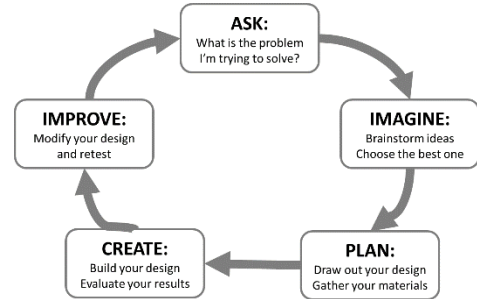 ASK:
What is the problem
I'm trying to solve?
IMAGINE:
Brainstorm ideas
Choose the best one
PLAN:
Draw out your design
Gather your materials
CREATE:
Build your design
Evaluate your results
IMPROVE:
Modify your design
and retest